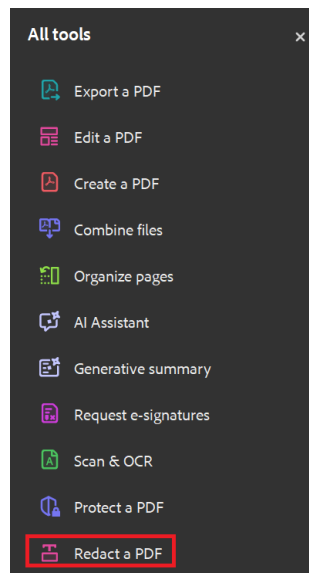 All tools
Export a PDF
Edit a PDF
Create a PDF
Combine files
Organize pages
AI Assistant
Generative summary
Request e-signatures
Scan & OCR
Protect a PDF
Redact a PDF